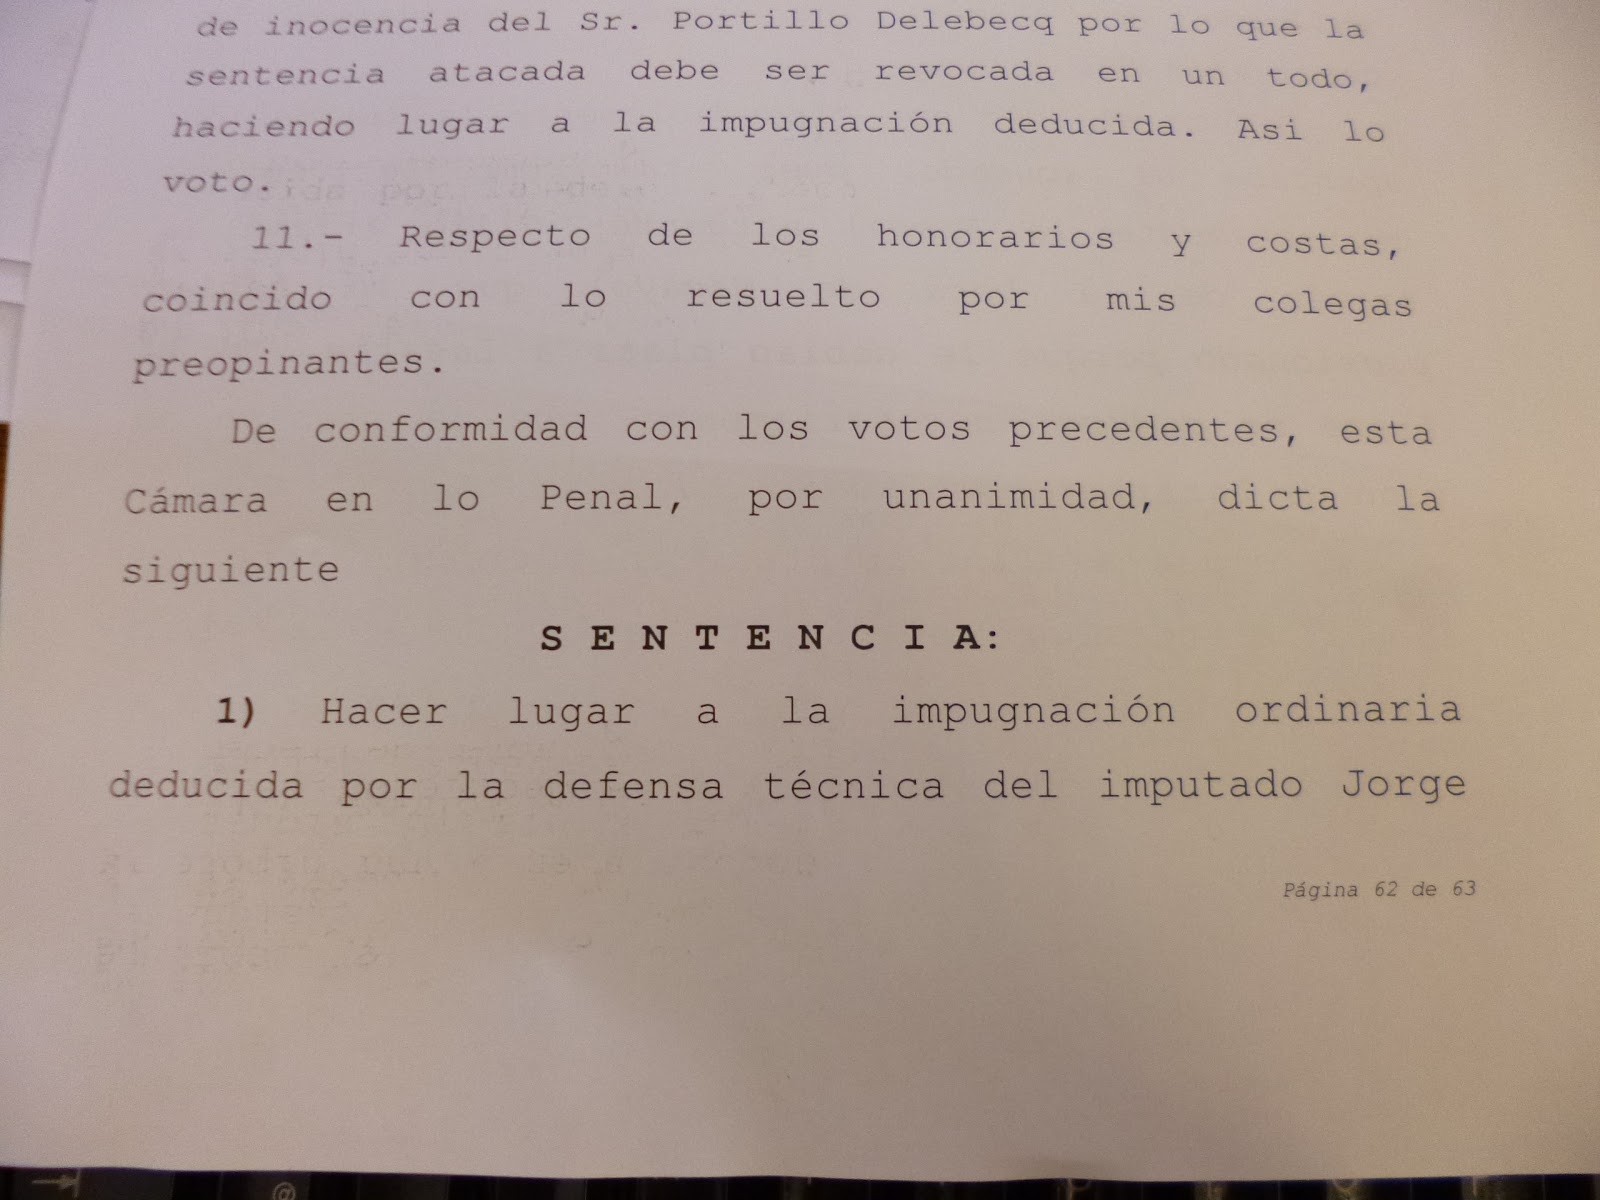 de inocencia del Sr. Portillo Delebecq por lo que la
sentencia atacada debe ser revocada en un todo,
haciendo lugar a la impugnación deducida. Asi lo
voto.
11.- Respecto de los honorarios y costas,
coincido con lo resuelto por mis colegas
preopinantes.
De conformidad con los votos precedentes, esta
Cámara en lo Penal, por unanimidad, dicta la
siguiente
S E N T E N C I A:
1) Hacer lugar a la impugnación ordinaria
deducida por la defensa técnica del imputado Jorge
Página 62 de 63
@